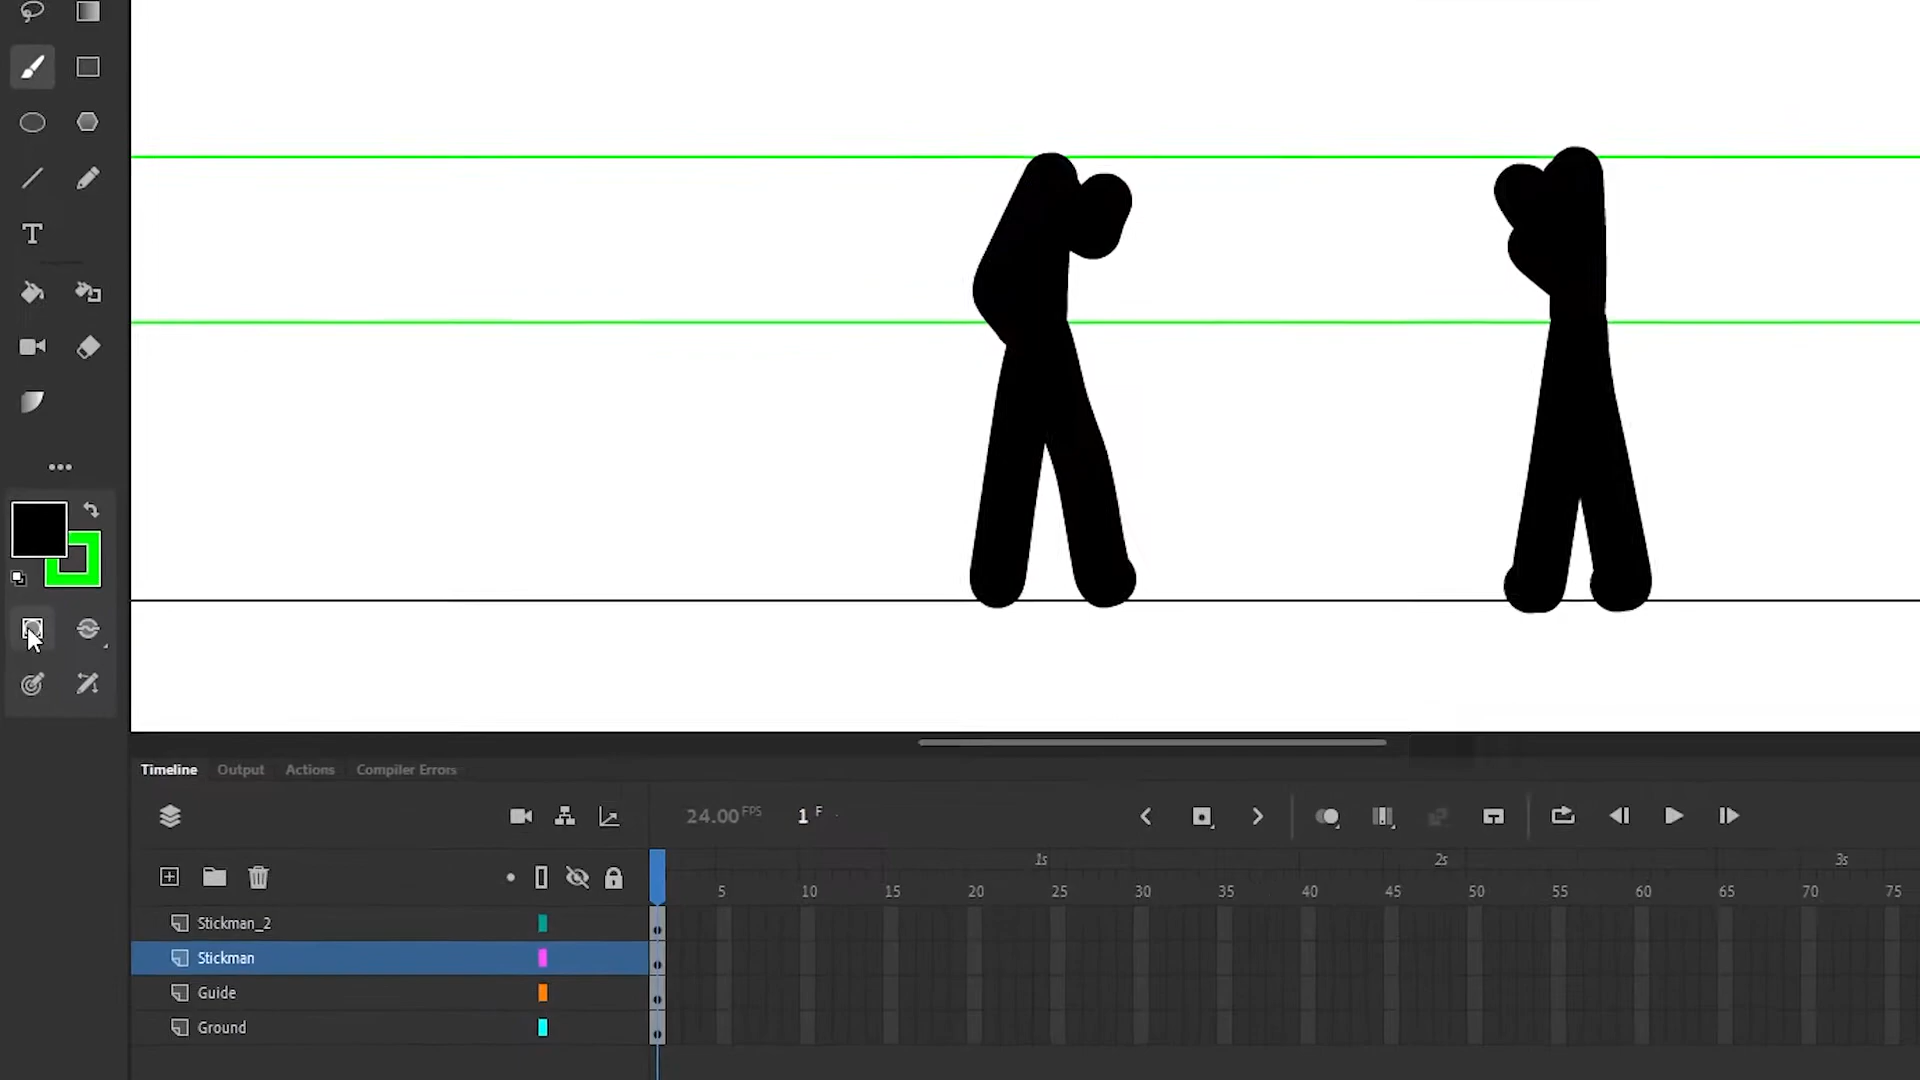 T
Timeline Output Actions Compiler Errors
24.00 FPS 1 F
1s 2s 3s
5 10 15 20 25 30 35 40 45 50 55 60 65 70 75
Stickman_2
Stickman
Guide
Ground